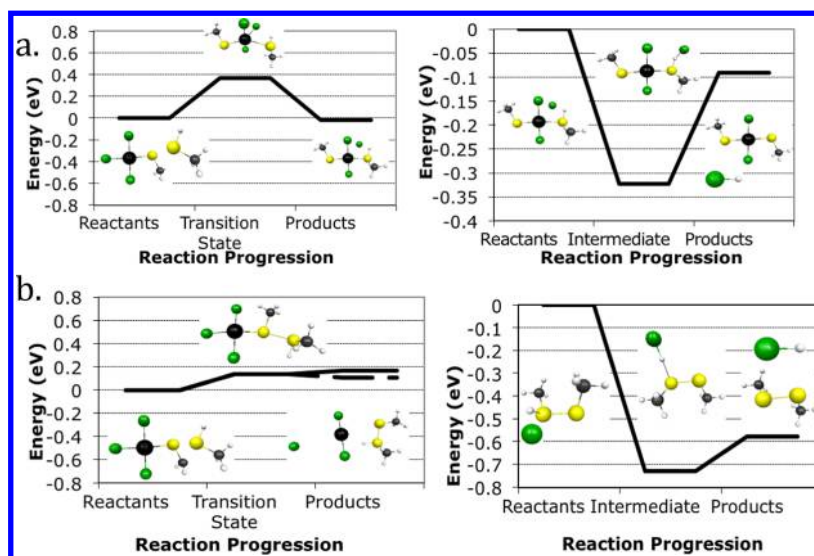 a.
Energy (eV)
0.8
0.6
0.4
0.2
0
-0.2
-0.4
-0.6
-0.8
Reactants Transition Products
State
Reaction Progression
Energy (eV)
0
-0.05
-0.1
-0.15
-0.2
-0.25
-0.3
-0.35
-0.4
Reactants Intermediate Products
Reaction Progression
b.
Energy (eV)
0.8
0.6
0.4
0.2
0
-0.2
-0.4
-0.6
-0.8
Reactants Transition Products
State
Reaction Progression
Energy (eV)
0
-0.1
-0.2
-0.3
-0.4
-0.5
-0.6
-0.7
-0.8
Reactants Intermediate Products
Reaction Progression